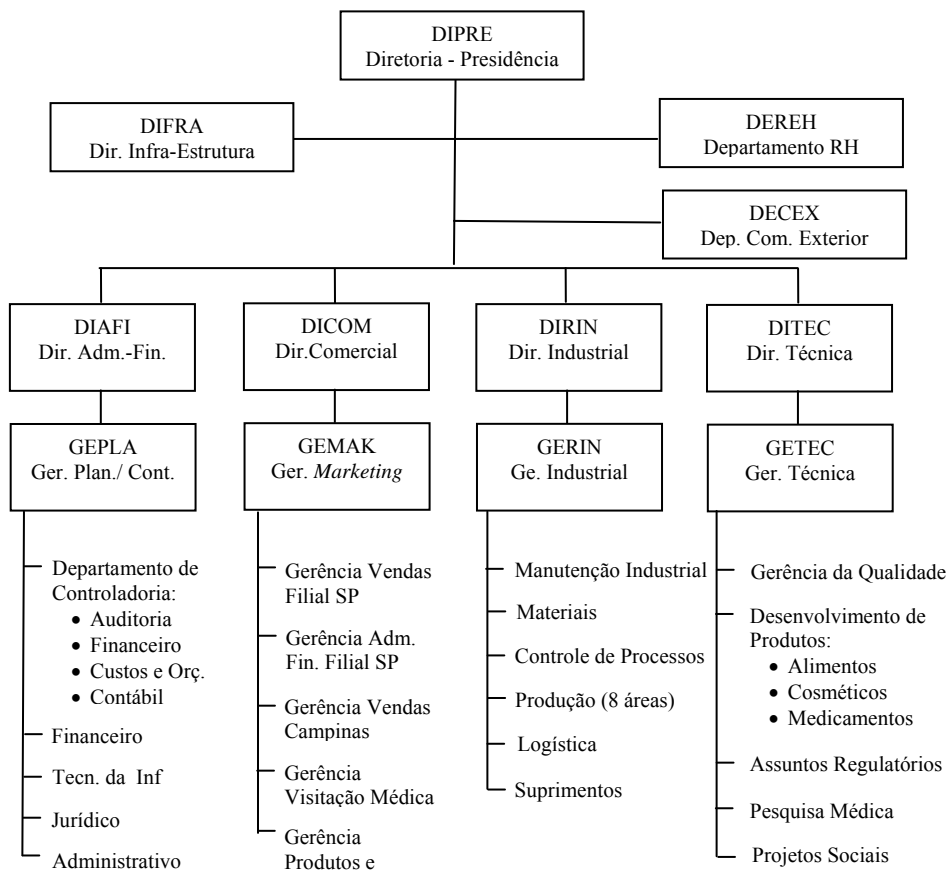 DIPRE
Diretoria - Presidência
DIFRA
Dir. Infra-Estrutura
DEREH
Departamento RH
DECEX
Dep. Com. Exterior
DIAFI
Dir. Adm.-Fin.
DICOM
Dir.Comercial
DIRIN
Dir. Industrial
DITEC
Dir. Técnica
GEPLA
Ger. Plan./ Cont.
GEMAK
Ger. Marketing
GERIN
Ge. Industrial
GETEC
Ger. Técnica
Departamento de
Controladoria:
• Auditoria
• Financeiro
• Custos e Orç.
• Contábil
Financeiro
Tecn. da Inf
Jurídico
Administrativo
Gerência Vendas
Filial SP
Gerência Adm.
Fin. Filial SP
Gerência Vendas
Campinas
Gerência
Visitação Médica
Gerência
Produtos e
Manutenção Industrial
Materiais
Controle de Processos
Produção (8 áreas)
Logística
Suprimentos
Gerência da Qualidade
Desenvolvimento de
Produtos:
• Alimentos
• Cosméticos
• Medicamentos
Assuntos Regulatórios
Pesquisa Médica
Projetos Sociais